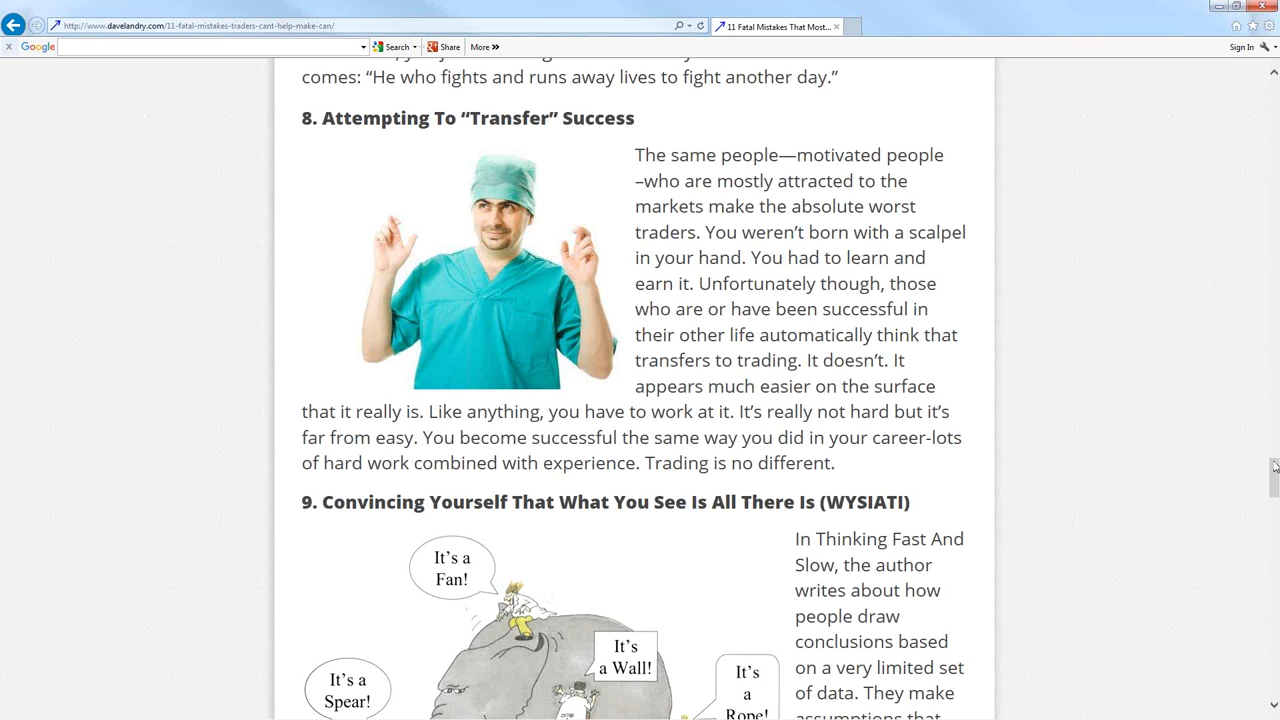 http://www.davelandry.com/11-fatal-mistakes-traders-cant-help-make-can/
11 Fatal Mistakes That Most...
x Google
Search
Share
More »
Sign In
comes: “He who fights and runs away lives to fight another day.”
8. Attempting To “Transfer” Success
The same people—motivated people
–who are mostly attracted to the
markets make the absolute worst
traders. You weren’t born with a scalpel
in your hand. You had to learn and
earn it. Unfortunately though, those
who are or have been successful in
their other life automatically think that
transfers to trading. It doesn’t. It
appears much easier on the surface
that it really is. Like anything, you have to work at it. It’s really not hard but it’s
far from easy. You become successful the same way you did in your career-lots
of hard work combined with experience. Trading is no different.
9. Convincing Yourself That What You See Is All There Is (WYSIATI)
It’s a
Fan!
It’s
a Wall!
It’s a
Spear!
It’s
a
Rope!
In Thinking Fast And
Slow, the author
writes about how
people draw
conclusions based
on a very limited set
of data. They make
assumptions that